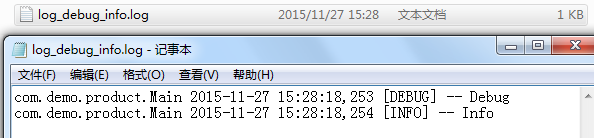 log_debug_info.log 2015/11/27 15:28 文本文档 1 KB
log_debug_info.log - 记事本
文件(F) 编辑(E) 格式(O) 查看(V) 帮助(H)
com.demo.product.Main 2015-11-27 15:28:18,253 [DEBUG] -- Debug
com.demo.product.Main 2015-11-27 15:28:18,254 [INFO] -- Info